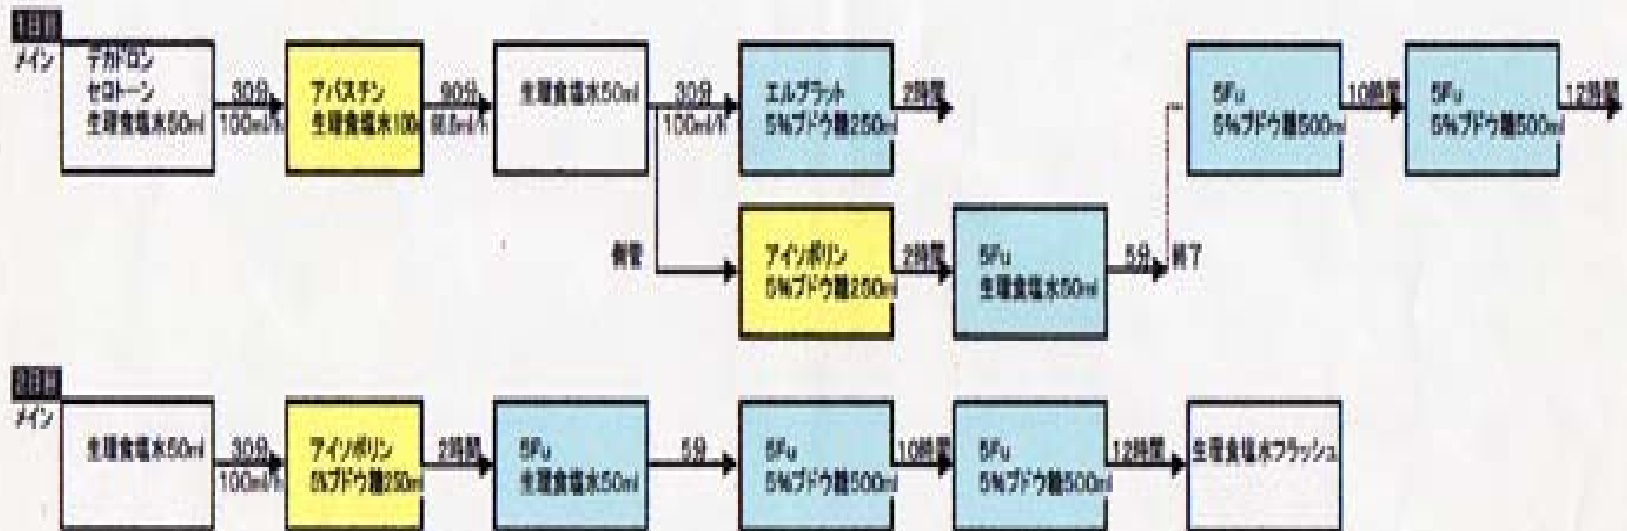 1日目
メイン
デカドロン
セロトーン
生理食塩水50ml
30分
100ml/h
アバスチン
生理食塩水100ml
90分
生理食塩水50ml
30分
100ml/h
エルプラット
5%ブドウ糖250ml
2時間
5Fu
5%ブドウ糖500ml
10時間
5Fu
5%ブドウ糖500ml
12時間
側管
アイソボリン
5%ブドウ糖250ml
2時間
5Fu
生理食塩水50ml
5分
終了
2日目
メイン
生理食塩水50ml
30分
100ml/h
アイソボリン
5%ブドウ糖250ml
2時間
5Fu
生理食塩水50ml
5分
5Fu
5%ブドウ糖500ml
10時間
5Fu
5%ブドウ糖500ml
12時間
生理食塩水フラッシュ